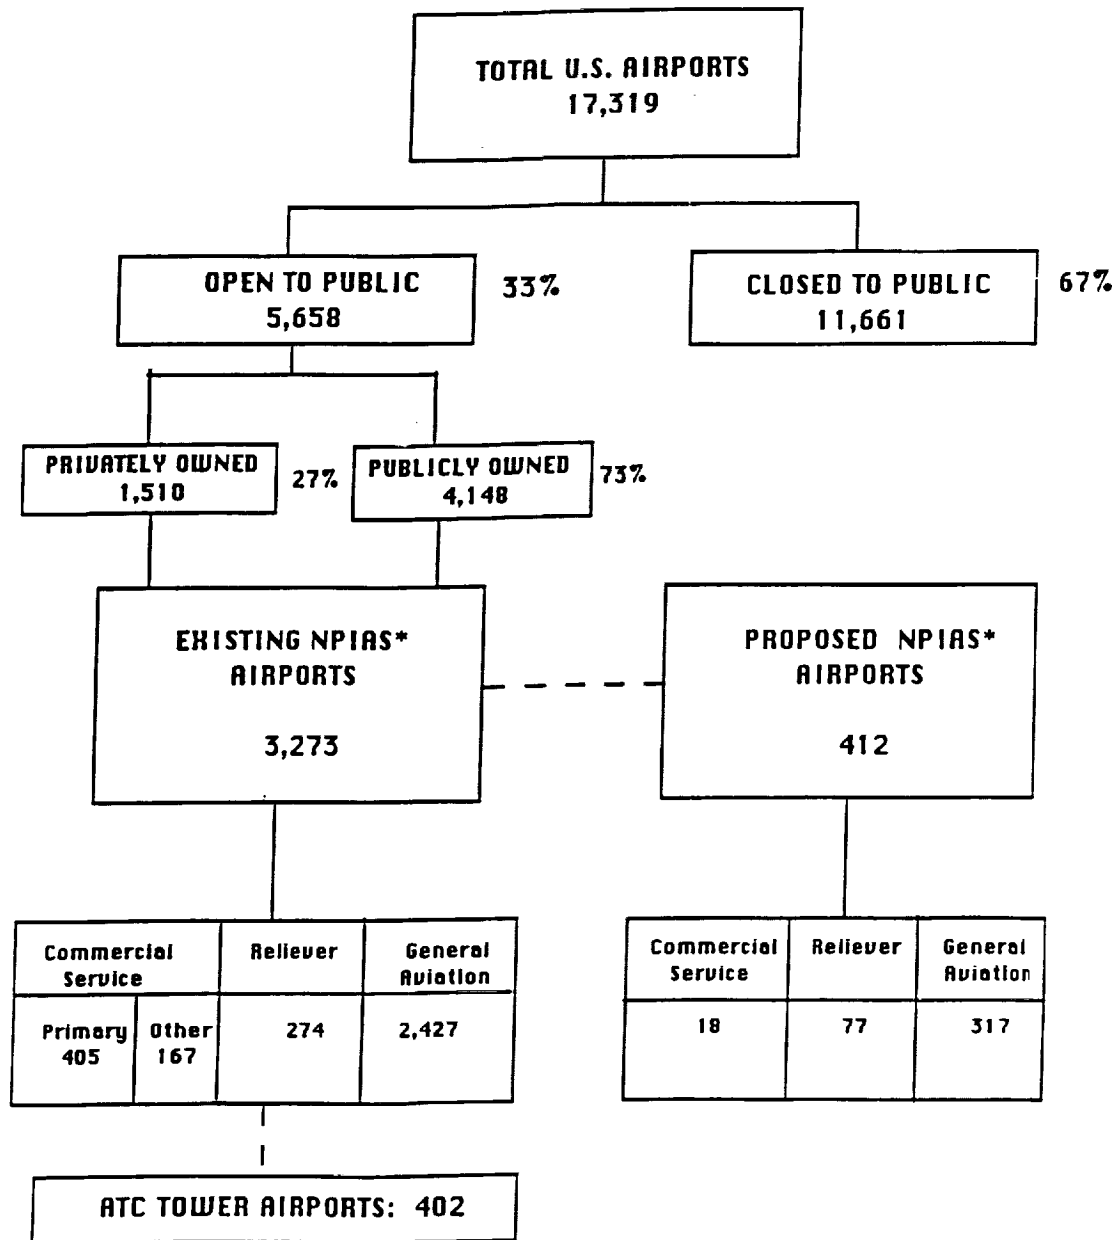 TOTAL U.S. AIRPORTS
17,319
OPEN TO PUBLIC
5,658
33%
CLOSED TO PUBLIC
11,661
67%
PRIVATELY OWNED
1,510
27%
PUBLICLY OWNED
4,148
73%
EXISTING NPIAS*
AIRPORTS
3,273
PROPOSED NPIAS*
AIRPORTS
412
Commercial
Service
Reliever
General
Aviation
Primary
405
Other
167
274
2,427
Commercial
Service
Reliever
General
Aviation
18
77
317
ATC TOWER AIRPORTS: 402